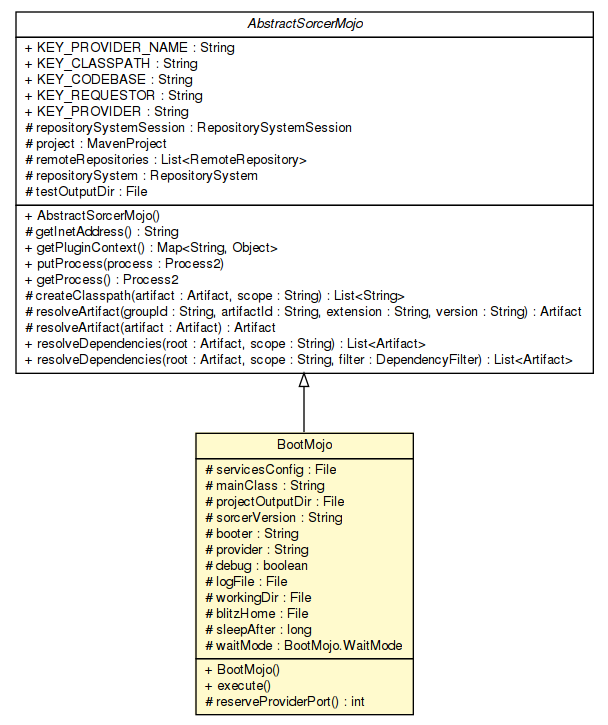 AbstractSorcerMojo
+ KEY_PROVIDER_NAME : String
+ KEY_CLASSPATH : String
+ KEY_CODEBASE : String
+ KEY_REQUESTOR : String
+ KEY_PROVIDER : String
# repositorySystemSession : RepositorySystemSession
# project : MavenProject
# remoteRepositories : List<RemoteRepository>
# repositorySystem : RepositorySystem
# testOutputDir : File
+ AbstractSorcerMojo()
# getInetAddress() : String
+ getPluginContext() : Map<String, Object>
+ putProcess(process : Process2)
+ getProcess() : Process2
# createClasspath(artifact : Artifact, scope : String) : List<String>
# resolveArtifact(groupId : String, artifactId : String, extension : String, version : String) : Artifact
# resolveArtifact(artifact : Artifact) : Artifact
+ resolveDependencies(root : Artifact, scope : String) : List<Artifact>
+ resolveDependencies(root : Artifact, scope : String, filter : DependencyFilter) : List<Artifact>
BootMojo
# servicesConfig : File
# mainClass : String
# projectOutputDir : File
# sorcerVersion : String
# booter : String
# provider : String
# debug : boolean
# logFile : File
# workingDir : File
# blitzHome : File
# sleepAfter : long
# waitMode : BootMojo.WaitMode
+ BootMojo()
+ execute()
# reserveProviderPort() : int